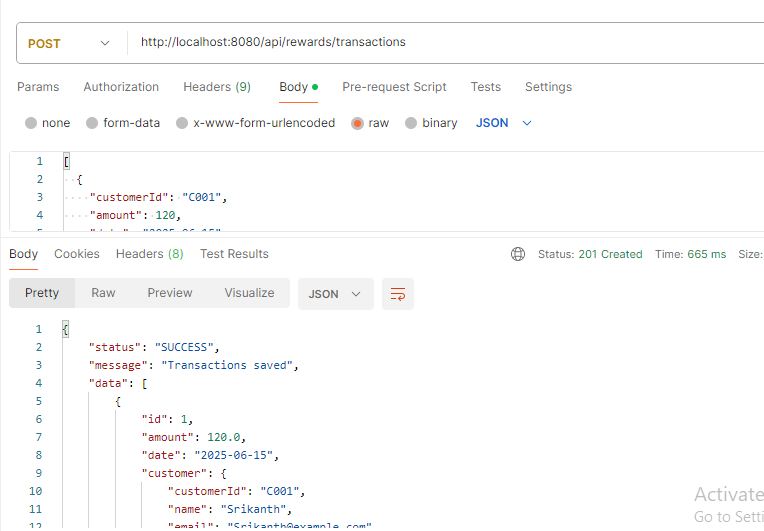 POST http://localhost:8080/api/rewards/transactions
Params Authorization Headers (9) Body Pre-request Script Tests Settings
none form-data x-www-form-urlencoded raw binary JSON
1 [
2 {
3 "customerId": "C001",
4 "amount": 120,
5 "date": "2025-06-15"
Body Cookies Headers (8) Test Results Status: 201 Created Time: 665 ms Size:
Pretty Raw Preview Visualize JSON
1 {
2 "status": "SUCCESS",
3 "message": "Transactions saved",
4 "data": [
5 {
6 "id": 1,
7 "amount": 120.0,
8 "date": "2025-06-15",
9 "customer": {
10 "customerId": "C001",
11 "name": "Srikanth",
12 "email": "Srikanth@example.com"
Activate
Go to Setti